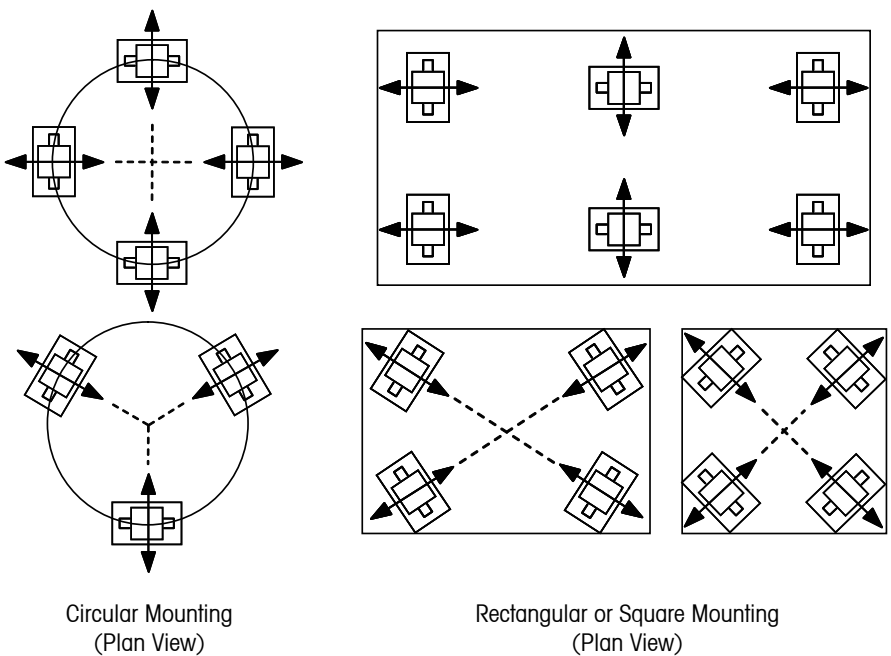 Circular Mounting
(Plan View)
Rectangular or Square Mounting
(Plan View)